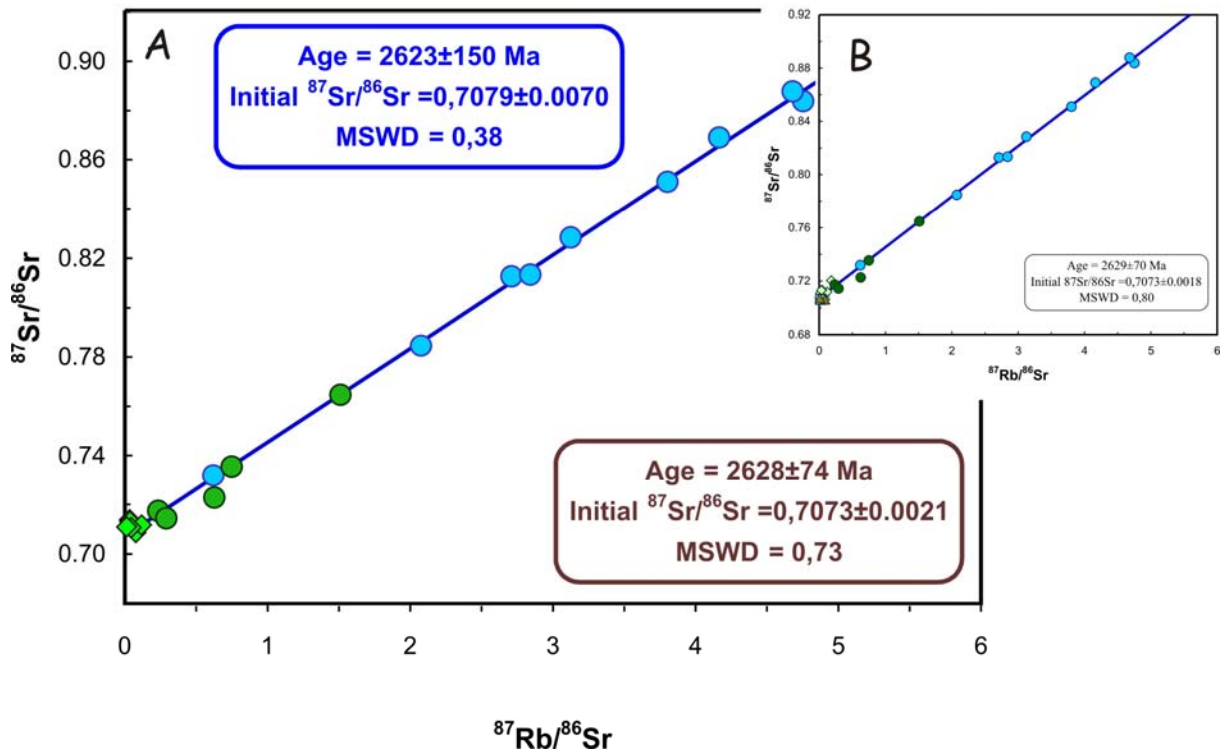 A
Age = 2623±150 Ma
Initial ⁸⁷Sr/⁸⁶Sr =0,7079±0.0070
MSWD = 0,38
0.90
0.86
0.82
0.78
0.74
0.70
⁸⁷Sr/⁸⁶Sr
0 1 2 3 4 5 6
⁸⁷Rb/⁸⁶Sr
Age = 2628±74 Ma
Initial ⁸⁷Sr/⁸⁶Sr =0,7073±0.0021
MSWD = 0,73
B
0.92
0.88
0.84
0.80
0.76
0.72
0.68
⁸⁷Sr/⁸⁶Sr
Age = 2629±70 Ma
Initial 87Sr/86Sr =0,7073±0.0018
MSWD = 0,80
0 1 2 3 4 5 6
⁸⁷Rb/⁸⁶Sr